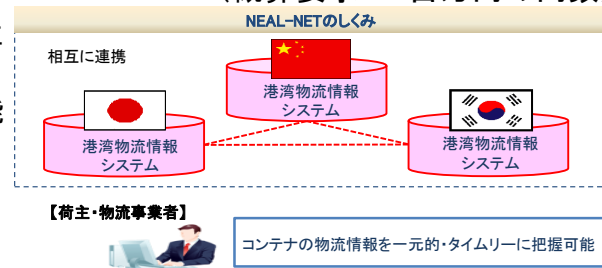 NEAL-NETのしくみ
相互に連携
港湾物流情報
システム
港湾物流情報
システム
港湾物流情報
システム
【荷主・物流事業者】
コンテナの物流情報を一元的・タイムリーに把握可能